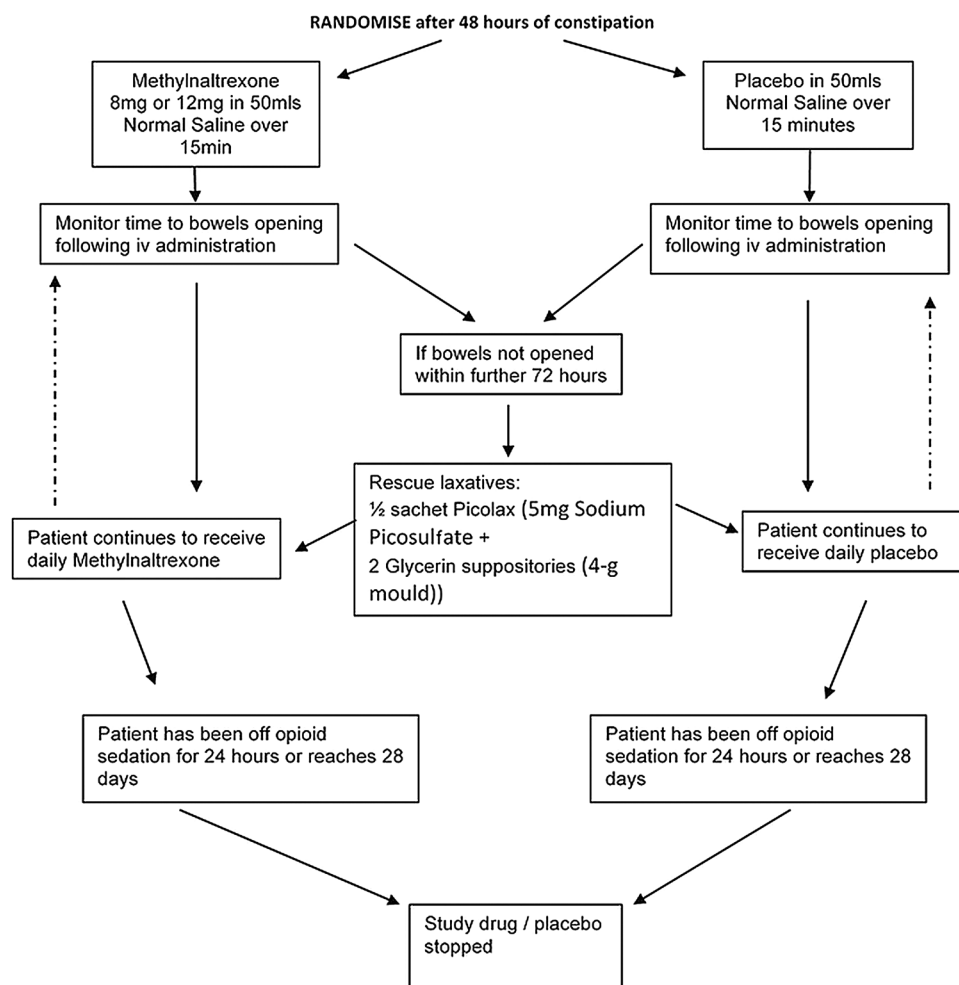 RANDOMISE after 48 hours of constipation
Methylnaltrexone
8mg or 12mg in 50mls
Normal Saline over
15min
Placebo in 50mls
Normal Saline over
15 minutes
Monitor time to bowels opening
following iv administration
Monitor time to bowels opening
following iv administration
If bowels not opened
within further 72 hours
Rescue laxatives:
½ sachet Picolax (5mg Sodium
Picosulfate +
2 Glycerin suppositories (4-g
mould))
Patient continues to receive
daily Methylnaltrexone
Patient continues to
receive daily placebo
Patient has been off opioid
sedation for 24 hours or reaches 28
days
Patient has been off opioid
sedation for 24 hours or reaches 28
days
Study drug / placebo
stopped